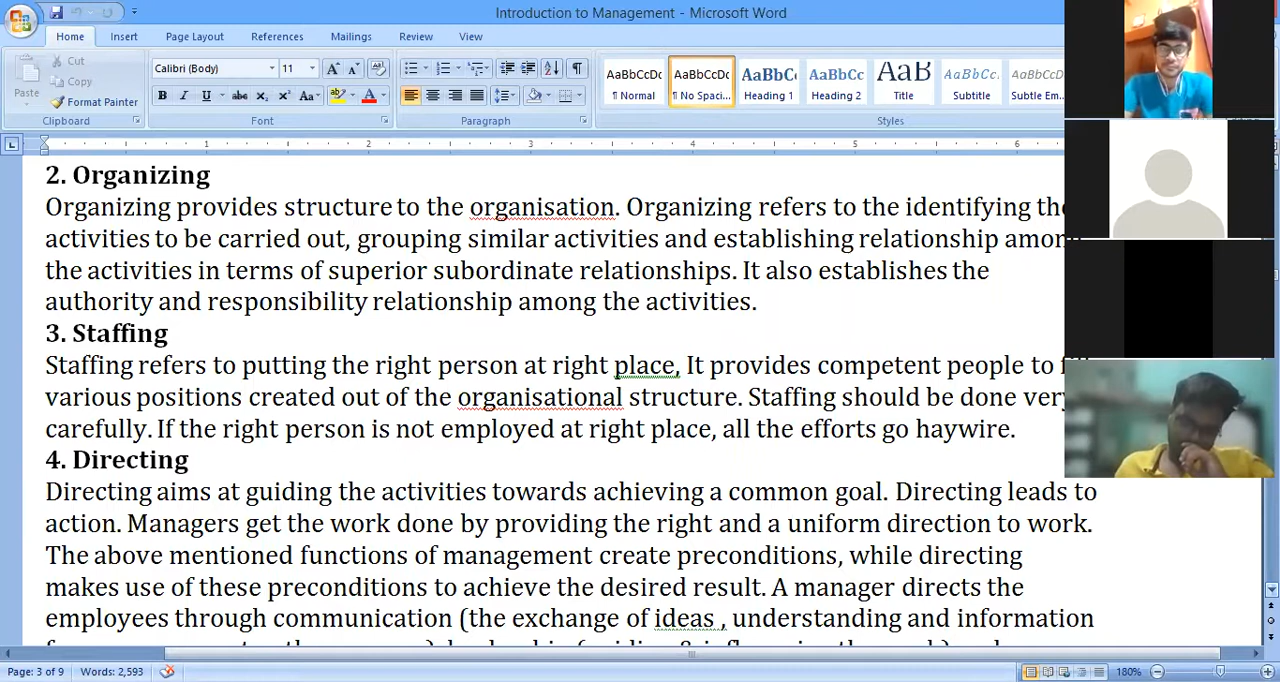 Introduction to Management - Microsoft Word
Home Insert Page Layout References Mailings Review View
Paste
Cut
Copy
Format Painter
Clipboard
Calibri (Body) 11
Font
Paragraph
AaBbCcDc AaBbCcDc AaBbCc AaBbCc AaB AaBbCc. AaBbCcDc
¶ Normal ¶ No Spaci... Heading 1 Heading 2 Title Subtitle Subtle Em...
Styles
1 2 3 4 5 6
2. Organizing
Organizing provides structure to the organisation. Organizing refers to the identifying the
activities to be carried out, grouping similar activities and establishing relationship among
the activities in terms of superior subordinate relationships. It also establishes the
authority and responsibility relationship among the activities.
3. Staffing
Staffing refers to putting the right person at right place, It provides competent people to
various positions created out of the organisational structure. Staffing should be done very
carefully. If the right person is not employed at right place, all the efforts go haywire.
4. Directing
Directing aims at guiding the activities towards achieving a common goal. Directing leads to
action. Managers get the work done by providing the right and a uniform direction to work.
The above mentioned functions of management create preconditions, while directing
makes use of these preconditions to achieve the desired result. A manager directs the
employees through communication (the exchange of ideas , understanding and information
Page: 3 of 9 Words: 2,593 180%